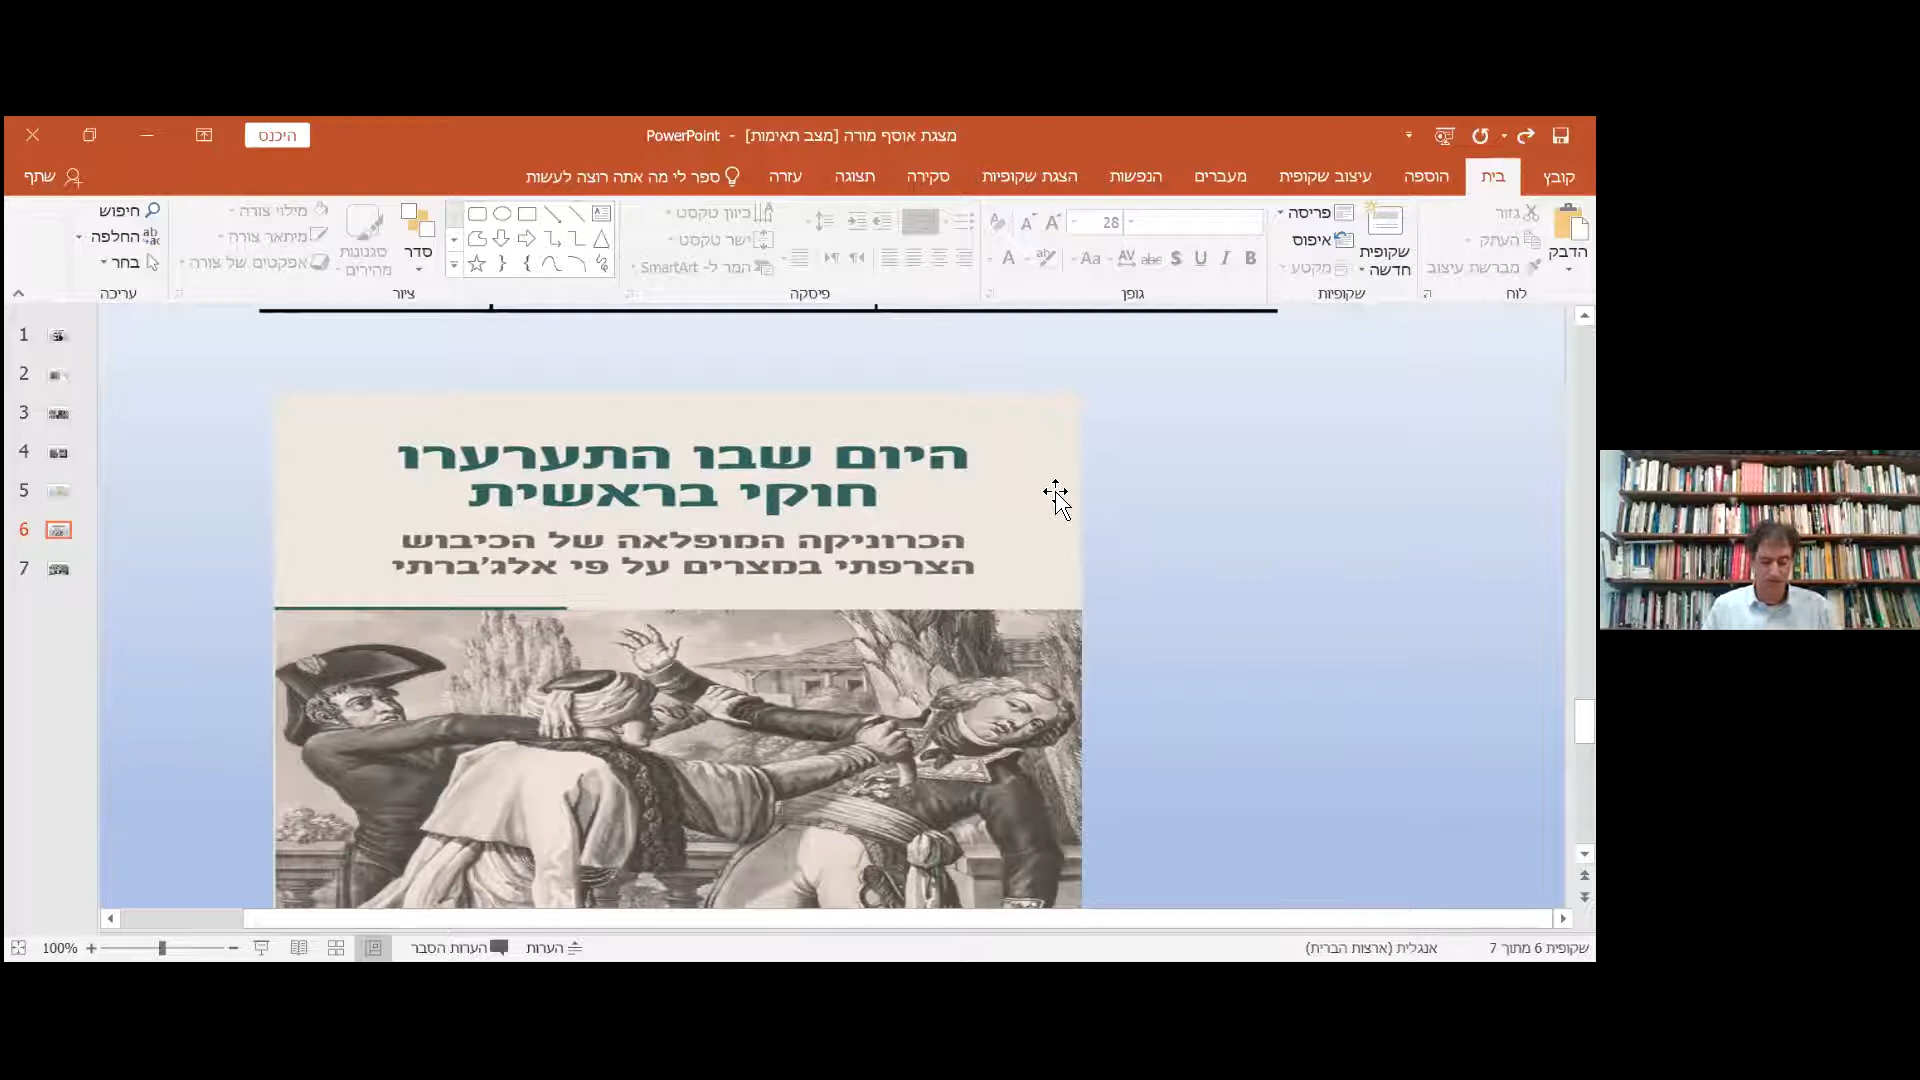 מצגת אוסף מורה [מצב תאימות] - PowerPoint
היכנס
קובץ
בית
הוספה
עיצוב שקופית
מעברים
הנפשות
הצגת שקופיות
סקירה
תצוגה
עזרה
ספר לי מה אתה רוצה לעשות
שתף
הדבק
גזור
העתק
מברשת עיצוב
לוח
שקופית
חדשה
פריסה
איפוס
מקטע
שקופיות
28
B I U S abc AV Aa A
גופן
כיוון טקסט
ישר טקסט
המר ל- SmartArt
פיסקה
סדר
סגנונות
מהירים
מילוי צורה
מיתאר צורה
אפקטים של צורה
ציור
חיפוש
החלפה
בחר
עריכה
1
2
3
4
5
6
7
היום שבו התערערו
חוקי בראשית
הכרוניקה המופלאה של הכיבוש
הצרפתי במצרים על פי אלג'ברתי
שקופית 6 מתוך 7
אנגלית (ארצות הברית)
הערות
הערות הסבר
100%